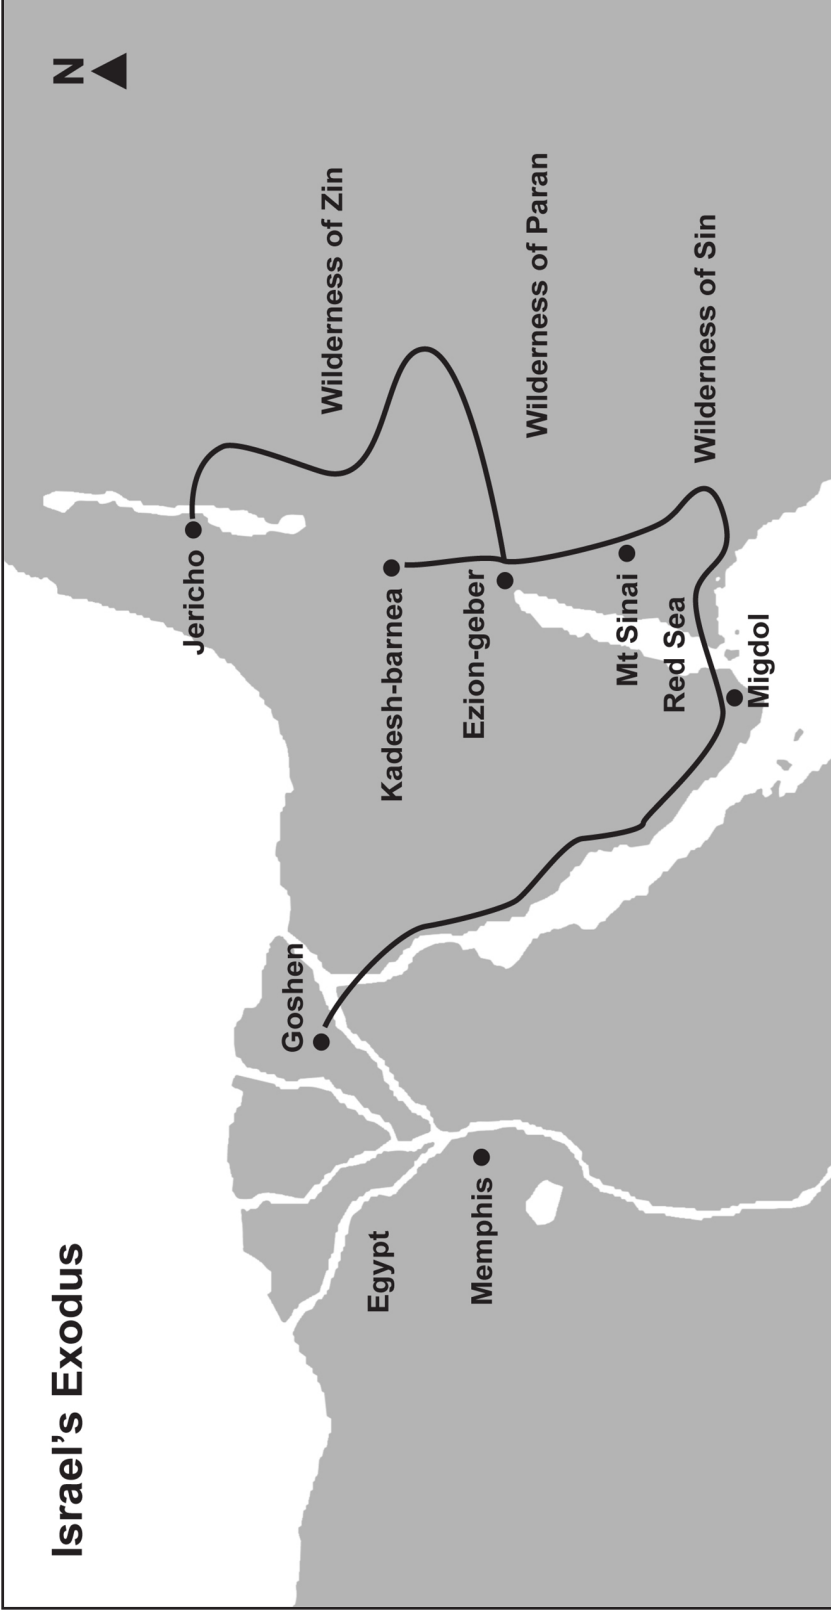 Israel’s Exodus
N
Jericho
Wilderness of Zin
Goshen
Egypt
Kadesh-barnea
Memphis
Ezion-geber
Wilderness of Paran
Mt Sinai
Red Sea
Wilderness of Sin
Migdol